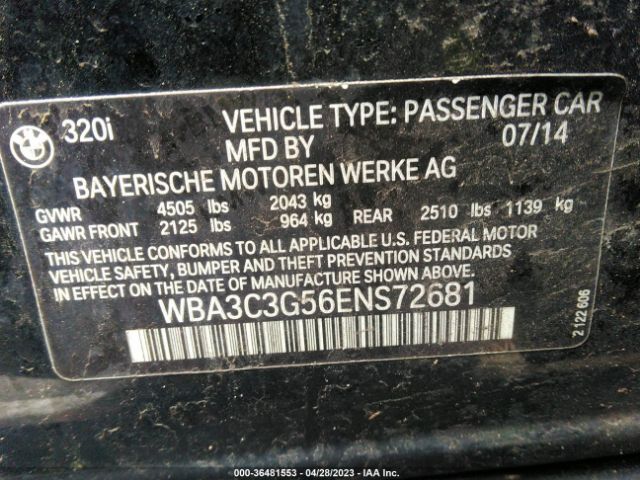 BMW
320i VEHICLE TYPE: PASSENGER CAR
MFD BY 07/14
BAYERISCHE MOTOREN WERKE AG
GVWR 4505 lbs 2043 kg
GAWR FRONT 2125 lbs 964 kg REAR 2510 lbs 1139 kg
THIS VEHICLE CONFORMS TO ALL APPLICABLE U.S. FEDERAL MOTOR
VEHICLE SAFETY, BUMPER AND THEFT PREVENTION STANDARDS
IN EFFECT ON THE DATE OF MANUFACTURE SHOWN ABOVE.
WBA3C3G56ENS72681
2 122 606
© - 36481553 - 04/28/2023 - IAA Inc.